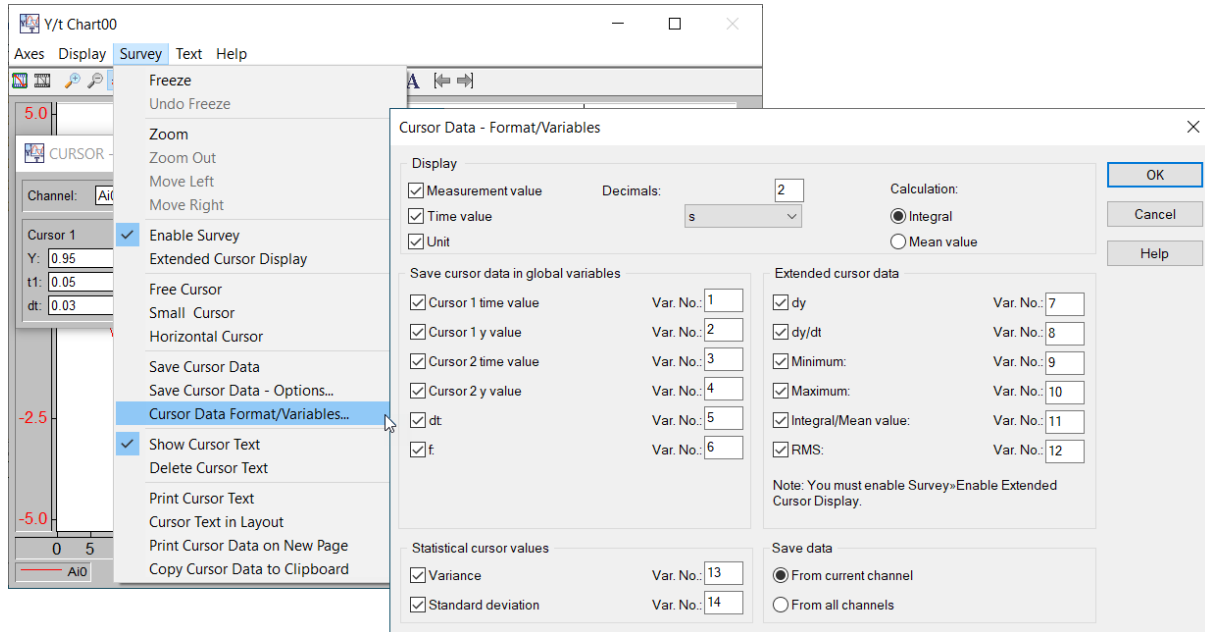 Y/t Chart00
Axes Display Survey Text Help
A
5.0
CURSOR -
Channel: Ai0
Cursor 1
Y: 0.95
t1: 0.05
dt: 0.03
-2.5
-5.0
0 5
Ai0
Freeze
Undo Freeze
Zoom
Zoom Out
Move Left
Move Right
Enable Survey
Extended Cursor Display
Free Cursor
Small Cursor
Horizontal Cursor
Save Cursor Data
Save Cursor Data - Options...
Cursor Data Format/Variables...
Show Cursor Text
Delete Cursor Text
Print Cursor Text
Cursor Text in Layout
Print Cursor Data on New Page
Copy Cursor Data to Clipboard
Cursor Data - Format/Variables
Display
Measurement value Decimals: 2 Calculation:
Time value s Integral
Unit Mean value
OK
Cancel
Help
Save cursor data in global variables
Cursor 1 time value Var. No.: 1
Cursor 1 y value Var. No.: 2
Cursor 2 time value Var. No.: 3
Cursor 2 y value Var. No.: 4
dt: Var. No.: 5
f: Var. No.: 6
Extended cursor data
dy Var. No.: 7
dy/dt Var. No.: 8
Minimum: Var. No.: 9
Maximum: Var. No.: 10
Integral/Mean value: Var. No.: 11
RMS: Var. No.: 12
Note: You must enable Survey»Enable Extended
Cursor Display.
Statistical cursor values
Variance Var. No.: 13
Standard deviation Var. No.: 14
Save data
From current channel
From all channels